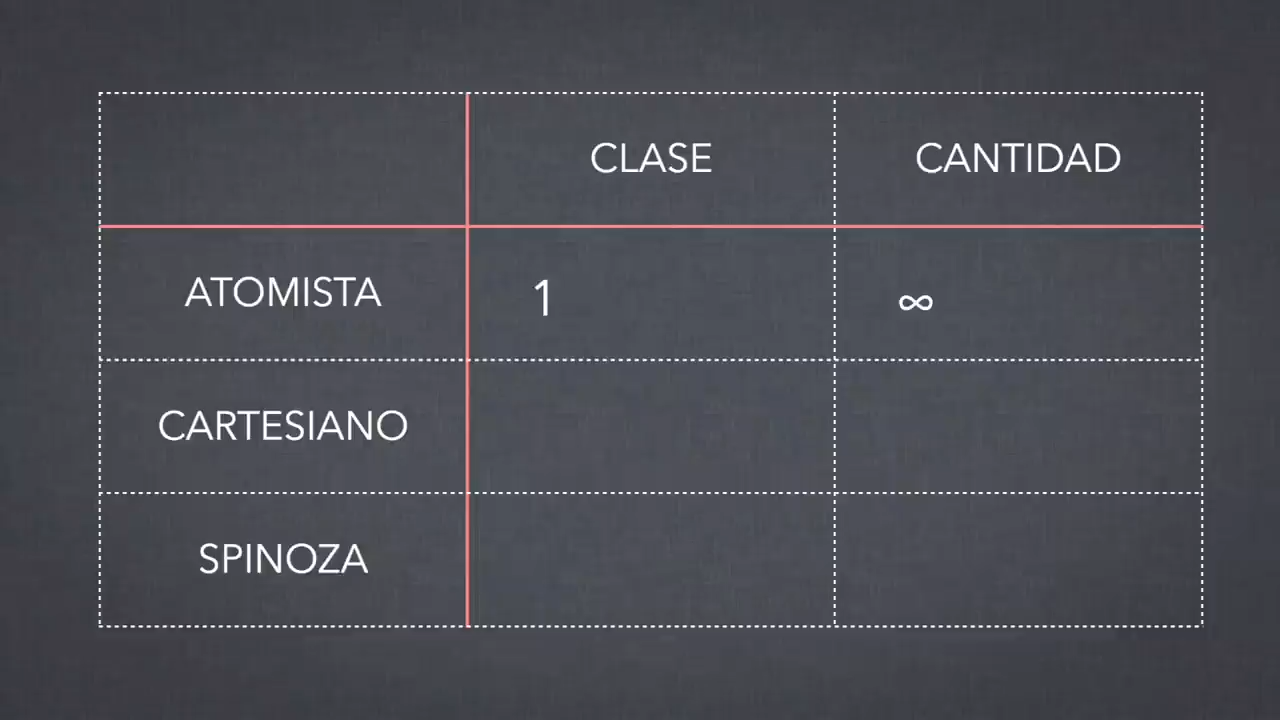 CLASE CANTIDAD
ATOMISTA 1 ∞
CARTESIANO
SPINOZA